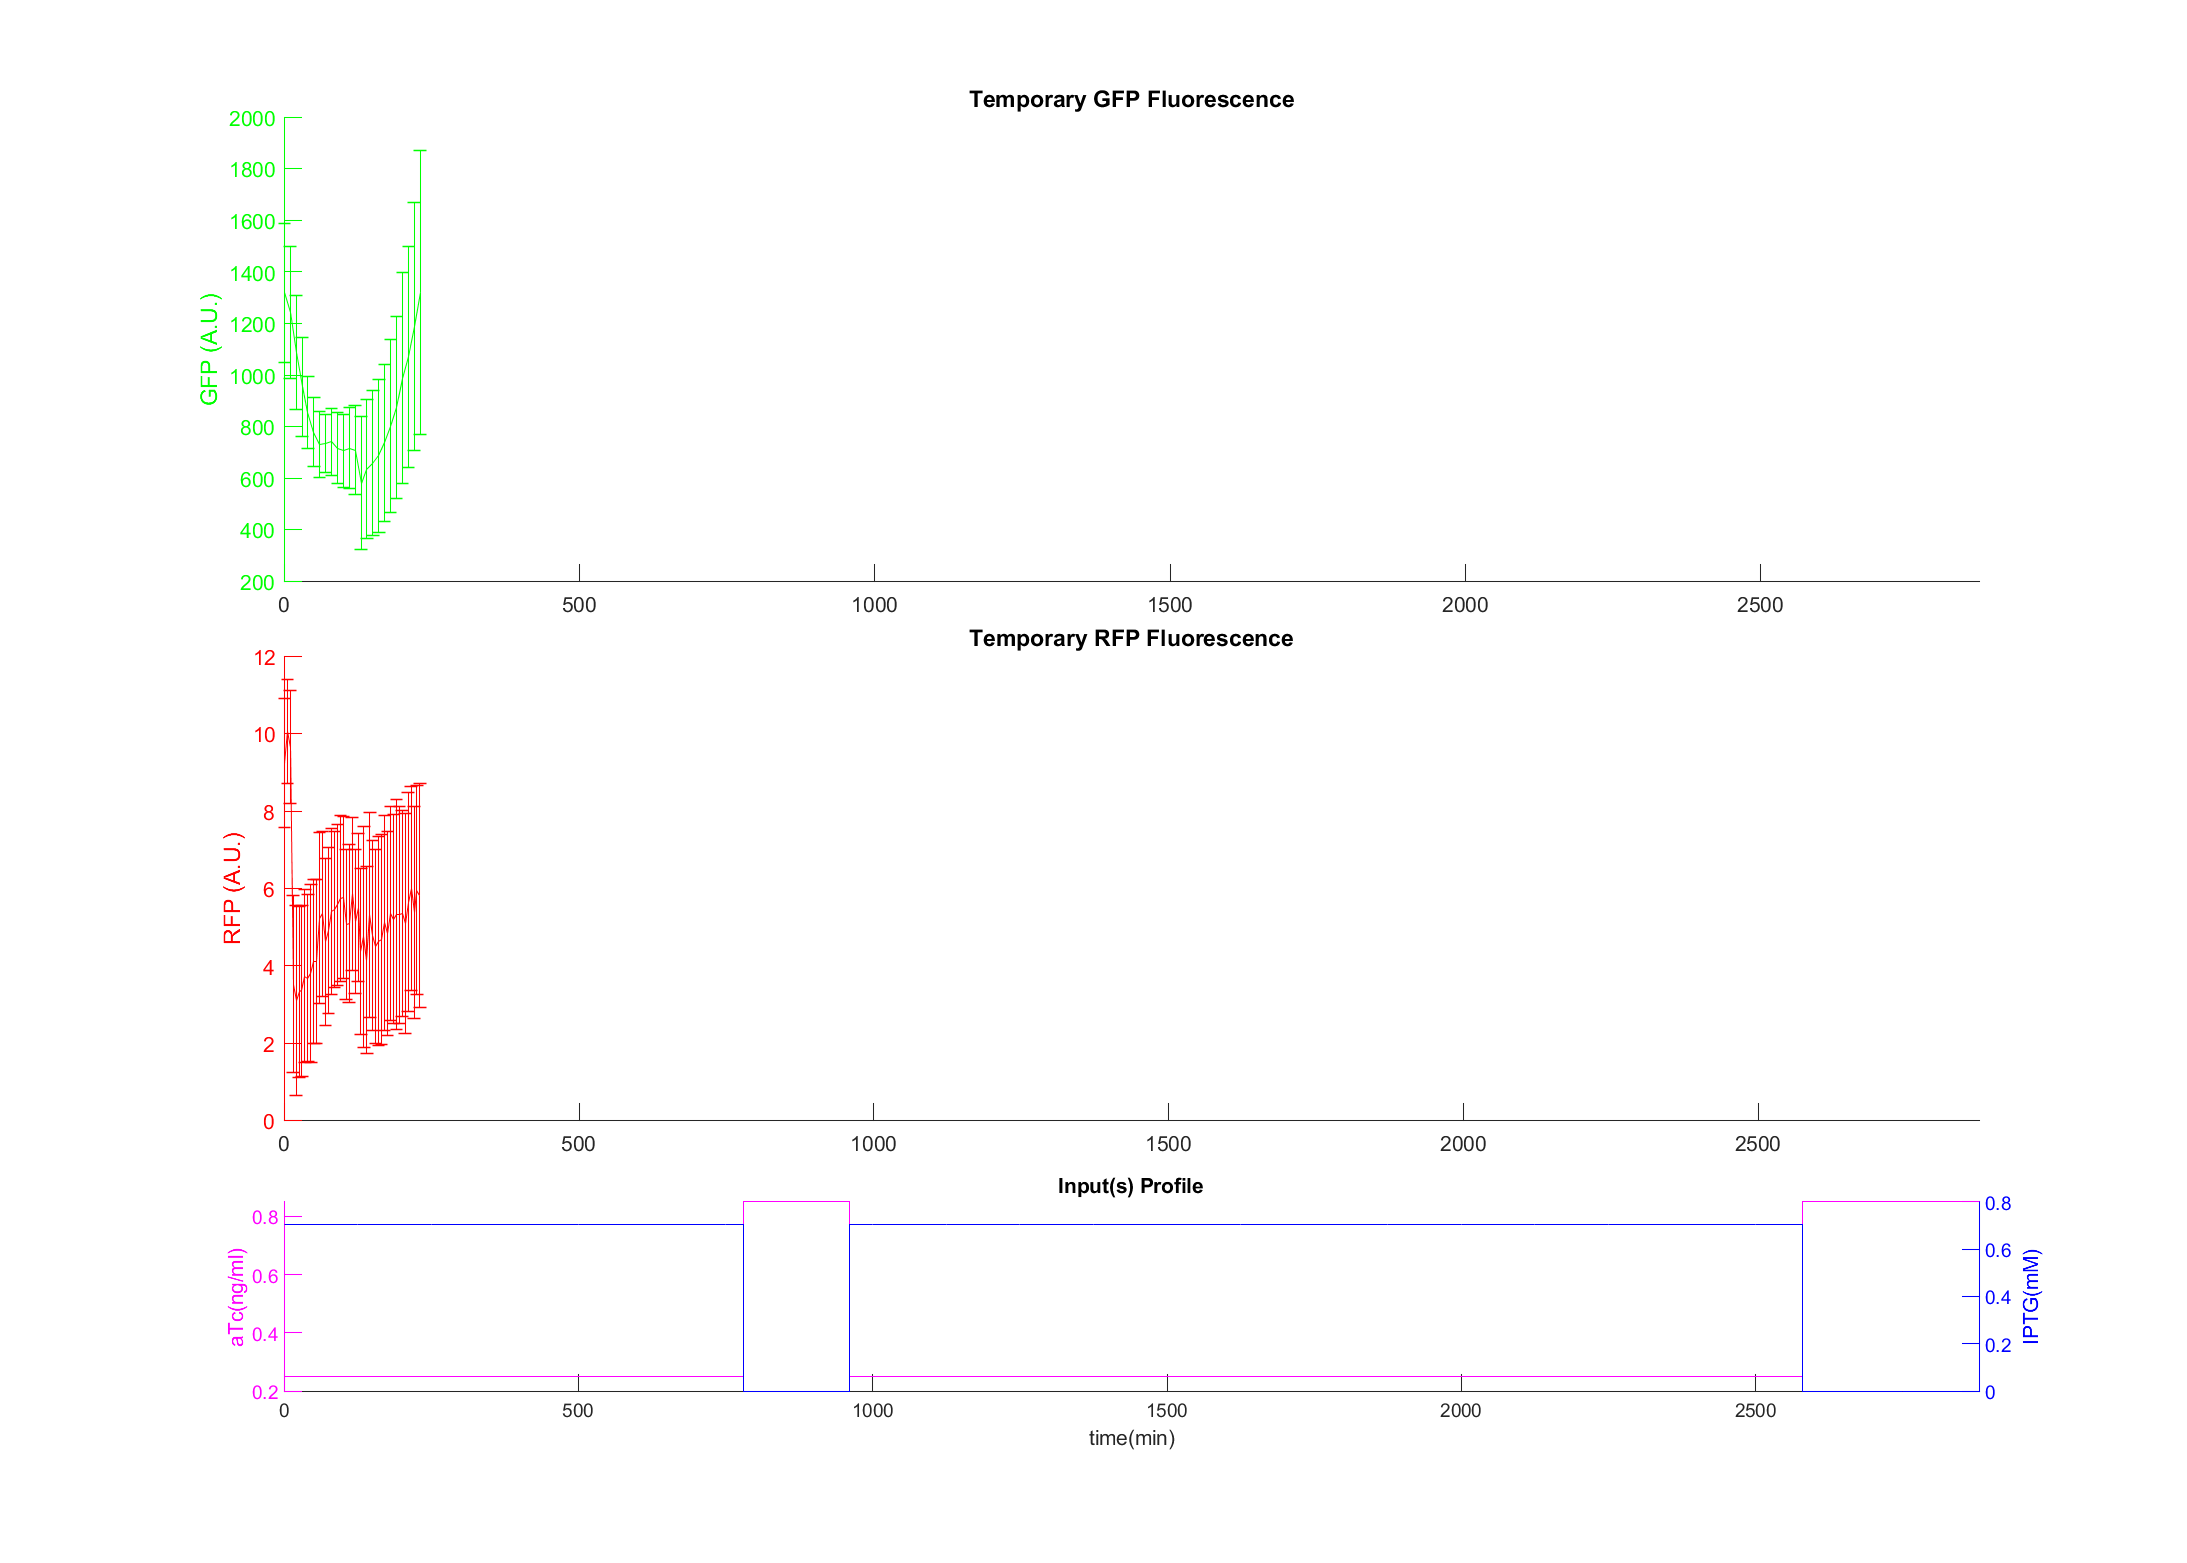 Temporary GFP Fluorescence
2000
1800
1600
1400
1200
1000
800
600
400
200
GFP (A.U.)
0 500 1000 1500 2000 2500
Temporary RFP Fluorescence
12
10
8
6
4
2
0
RFP (A.U.)
0 500 1000 1500 2000 2500
Input(s) Profile
0.8
0.6
0.4
0.2
aTc(ng/ml)
0.8
0.6
0.4
0.2
0
IPTG(mM)
0 500 1000 1500 2000 2500
time(min)